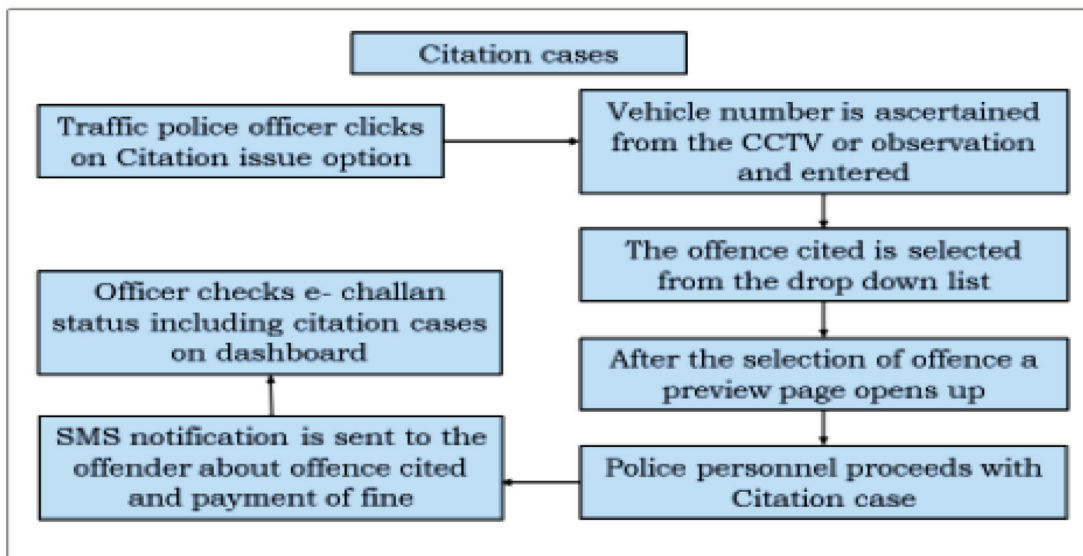 Citation cases
Traffic police officer clicks
on Citation issue option
Vehicle number is ascertained
from the CCTV or observation
and entered
The offence cited is selected
from the drop down list
After the selection of offence a
preview page opens up
Police personnel proceeds with
Citation case
SMS notification is sent to the
offender about offence cited
and payment of fine
Officer checks e- challan
status including citation cases
on dashboard